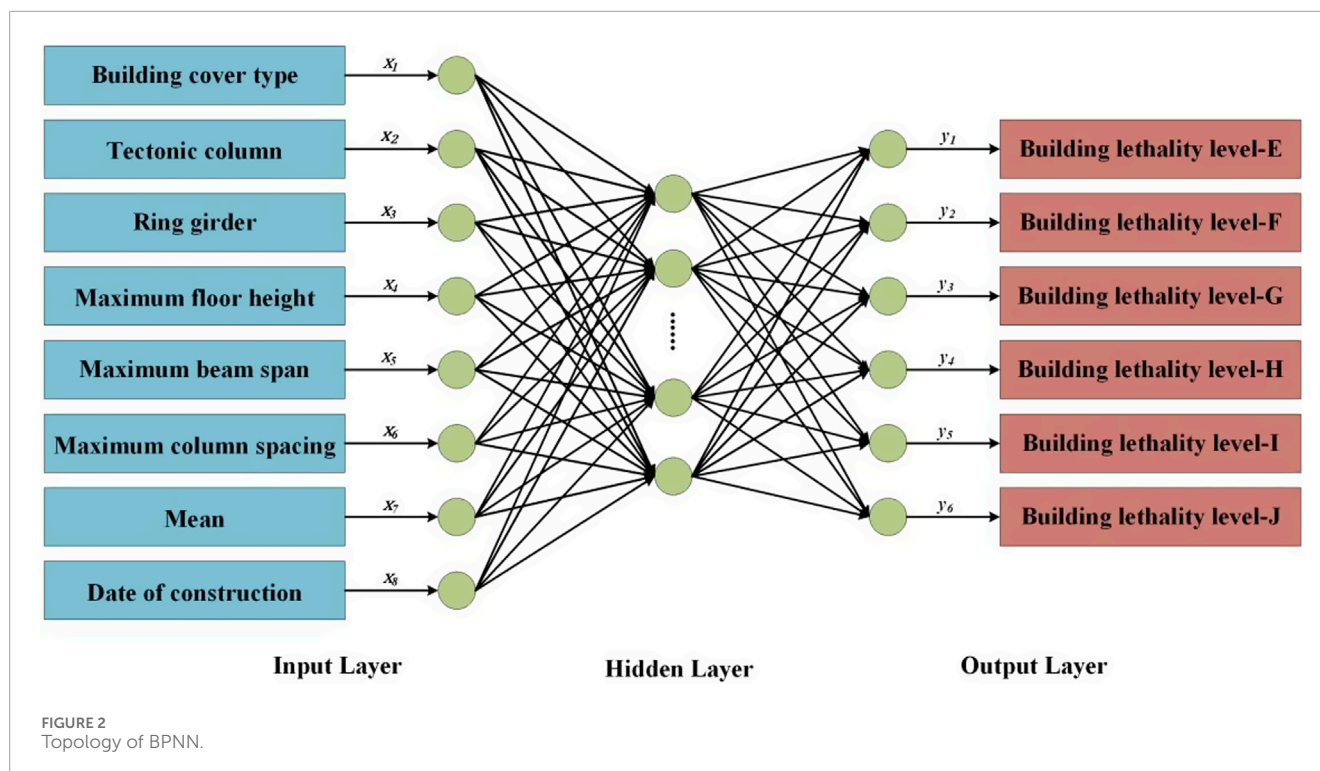 Building cover type
x1
Tectonic column
x2
Ring girder
x3
Maximum floor height
x4
Maximum beam span
x5
Maximum column spacing
x6
Mean
x7
Date of construction
x8
y1
Building lethality level-E
y2
Building lethality level-F
y3
Building lethality level-G
y4
Building lethality level-H
y5
Building lethality level-I
y6
Building lethality level-J
Input Layer
Hidden Layer
Output Layer
FIGURE 2
Topology of BPNN.